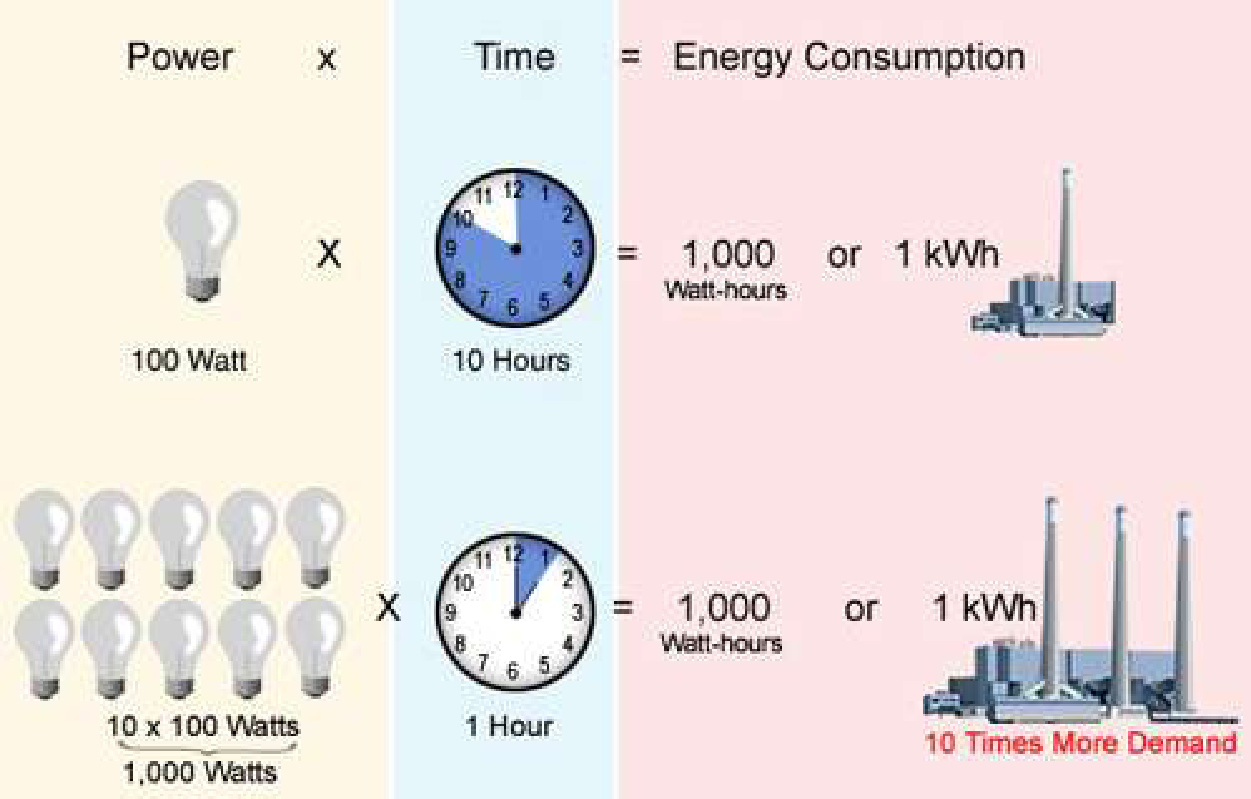 Power x Time = Energy Consumption
12 1 2 3 4 5 6 7 8 9 10 11
X = 1,000 or 1 kWh
Watt-hours
100 Watt 10 Hours
12 1 2 3 4 5 6 7 8 9 10 11
X = 1,000 or 1 kWh
Watt-hours
10 x 100 Watts 1 Hour
10 Times More Demand
1,000 Watts